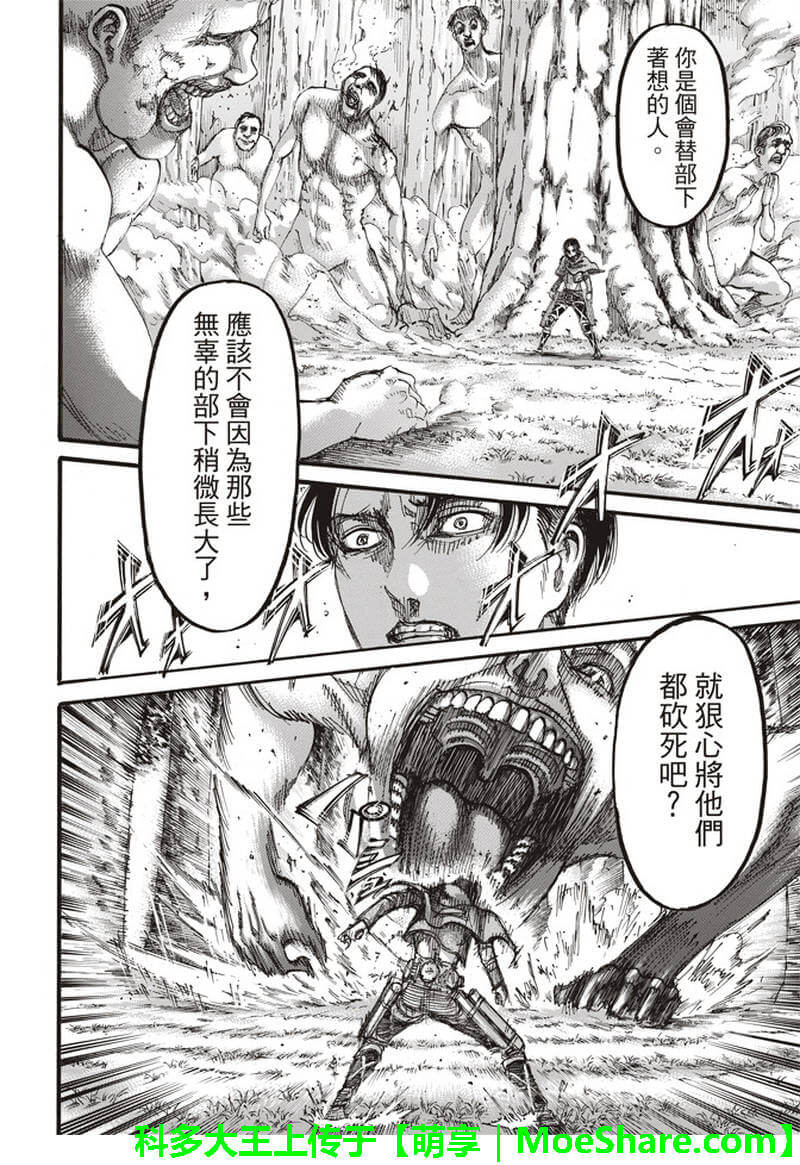 你是個會替部下
著想的人。
應該不會因為那些
無辜的部下稍微長大了，
就狠心將他們
都砍死吧？
科多大王上传于【萌享 | MoeShare.com】